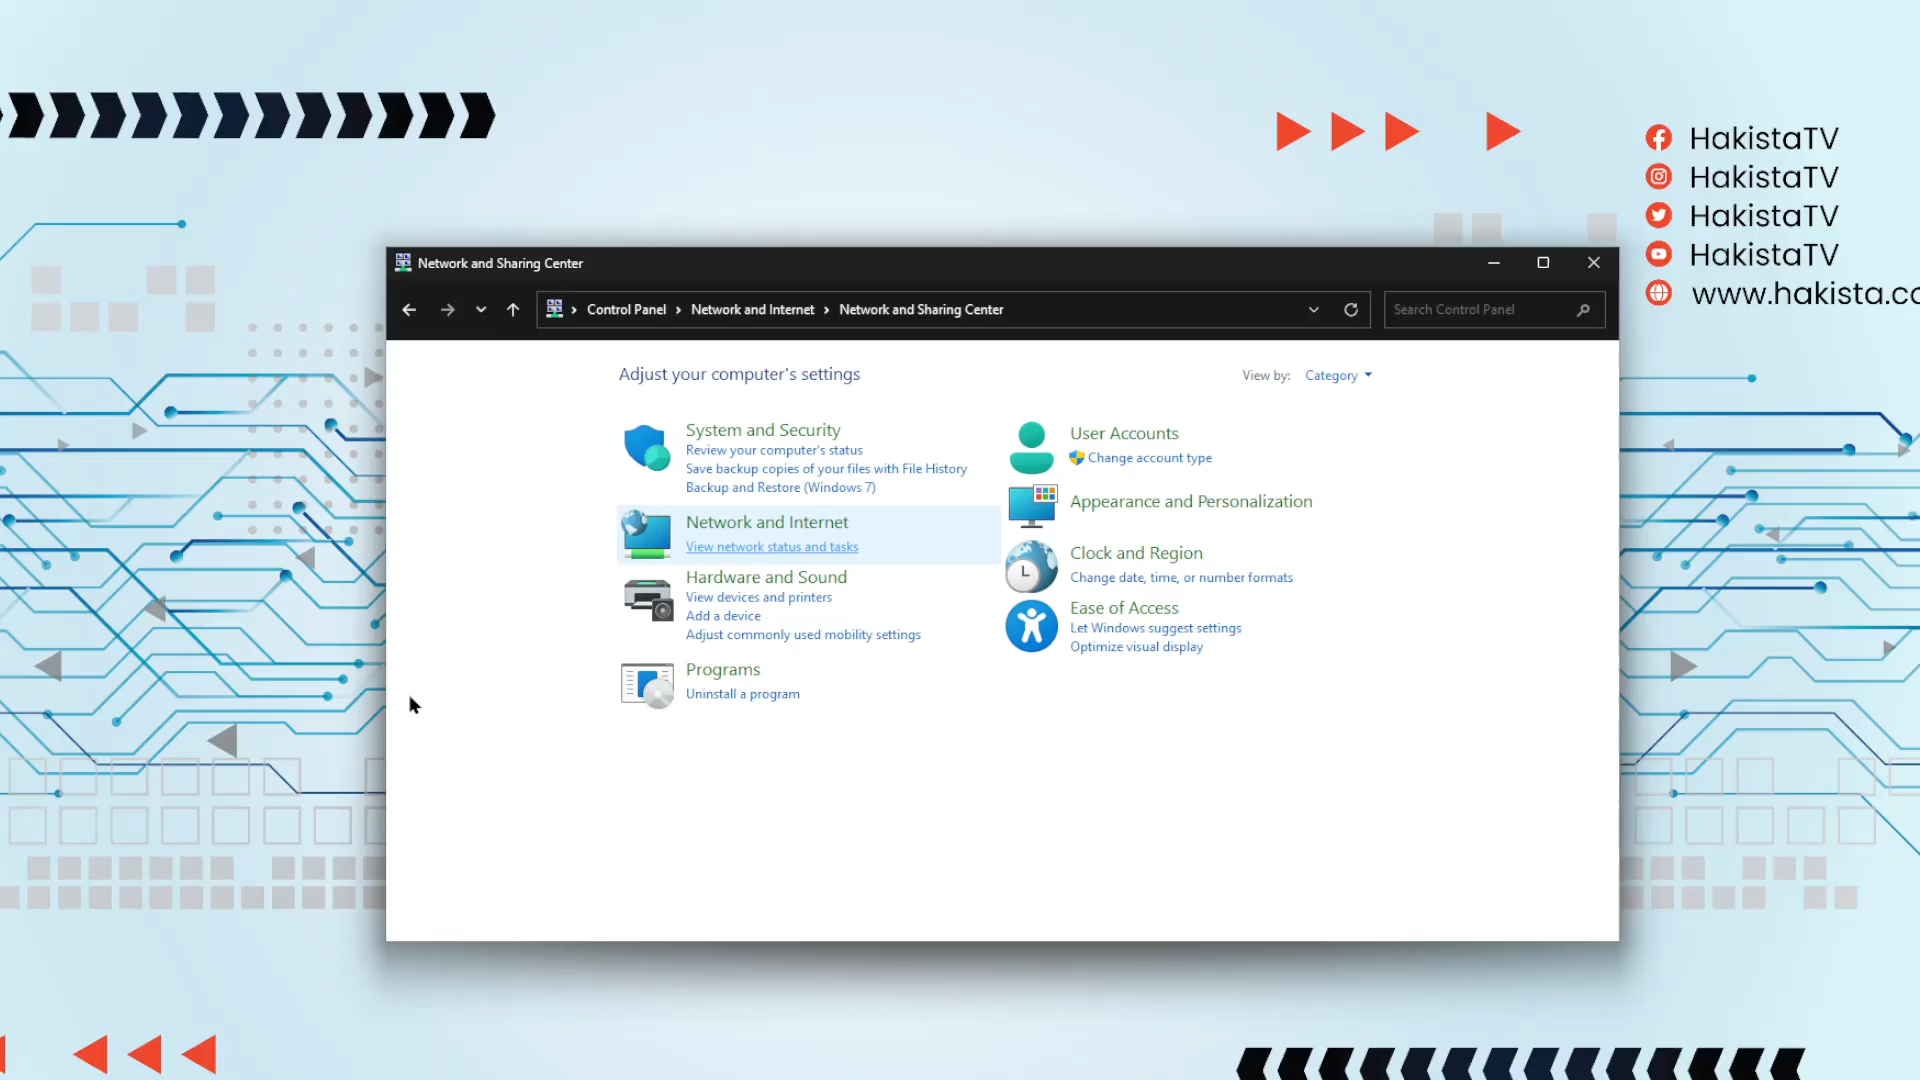 HakistaTV
HakistaTV
HakistaTV
HakistaTV
www.hakista.co
Network and Sharing Center
Control Panel > Network and Internet > Network and Sharing Center
Search Control Panel
Adjust your computer's settings
View by: Category
System and Security
Review your computer's status
Save backup copies of your files with File History
Backup and Restore (Windows 7)
Network and Internet
View network status and tasks
Hardware and Sound
View devices and printers
Add a device
Adjust commonly used mobility settings
Programs
Uninstall a program
User Accounts
Change account type
Appearance and Personalization
Clock and Region
Change date, time, or number formats
Ease of Access
Let Windows suggest settings
Optimize visual display